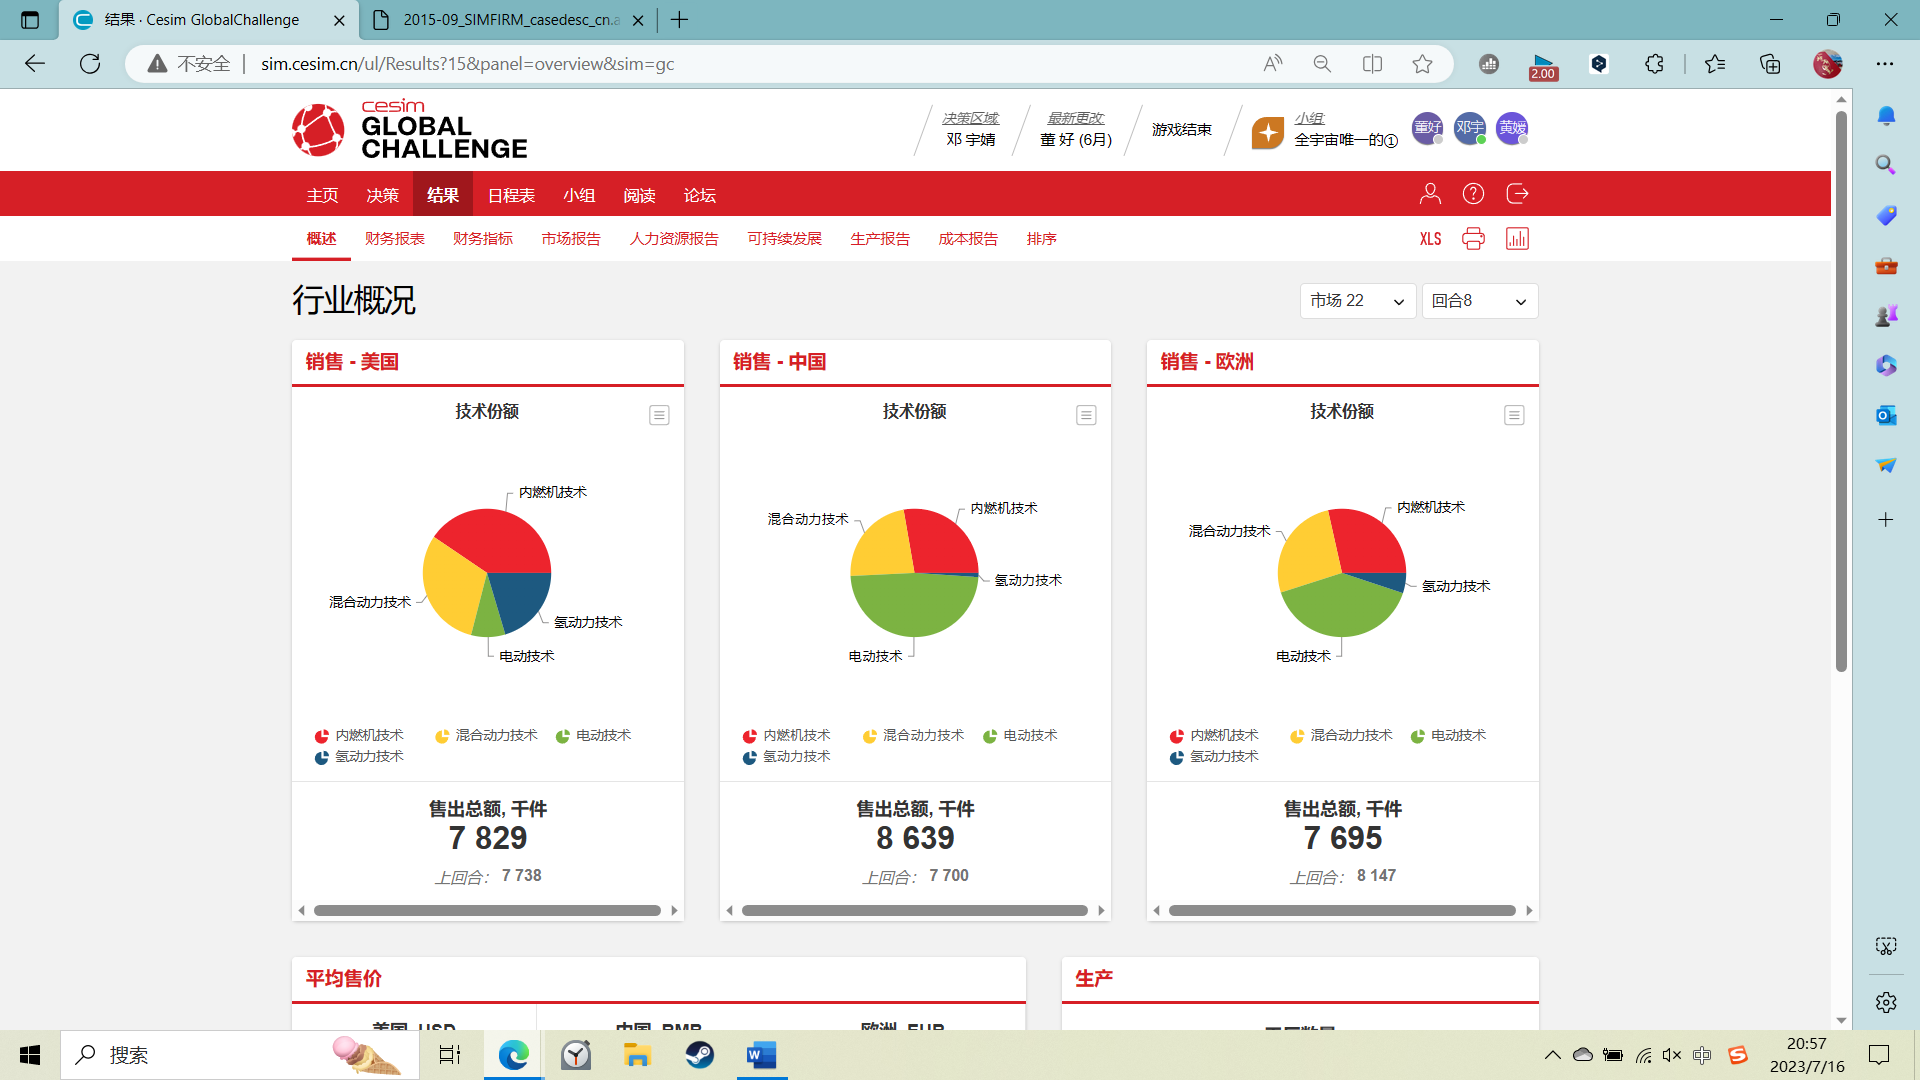 结果 · Cesim GlobalChallenge
2015-09_SIMFIRM_casedesc_cn.a
不安全
sim.cesim.cn/ul/Results?15&panel=overview&sim=gc
2.00
cesim
GLOBAL
CHALLENGE
决策区域:
邓 宇婧
最新更改:
董 好 (6月)
游戏结束
小组:
全宇宙唯一的①
董好
邓宇
黄媛
主页 决策 结果 日程表 小组 阅读 论坛
概述 财务报表 财务指标 市场报告 人力资源报告 可持续发展 生产报告 成本报告 排序
XLS
行业概况
市场 22
回合8
销售 - 美国
技术份额
内燃机技术
混合动力技术
氢动力技术
电动技术
内燃机技术 混合动力技术 电动技术
氢动力技术
售出总额, 千件
7 829
上回合: 7 738
销售 - 中国
技术份额
内燃机技术
混合动力技术
氢动力技术
电动技术
内燃机技术 混合动力技术 电动技术
氢动力技术
售出总额, 千件
8 639
上回合: 7 700
销售 - 欧洲
技术份额
内燃机技术
混合动力技术
氢动力技术
电动技术
内燃机技术 混合动力技术 电动技术
氢动力技术
售出总额, 千件
7 695
上回合: 8 147
平均售价
美国, USD
中国, RMB
欧洲, EUR
生产
搜索
中
20:57
2023/7/16